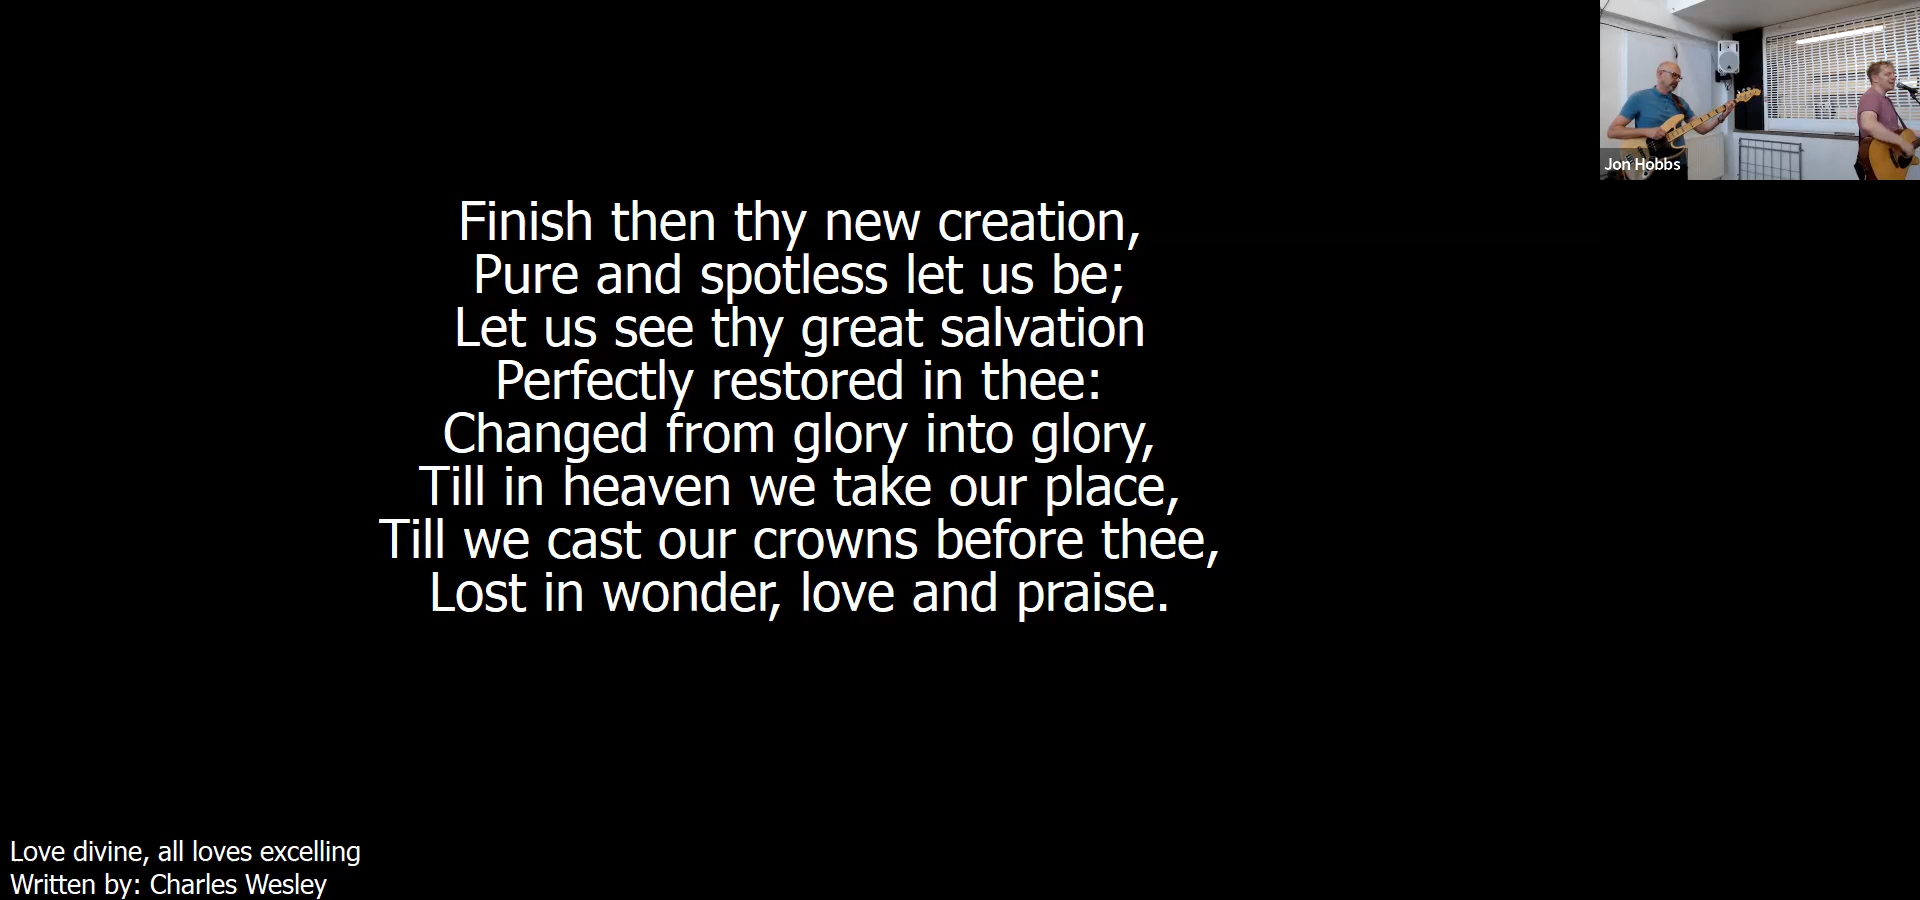 Finish then thy new creation,
Pure and spotless let us be;
Let us see thy great salvation
Perfectly restored in thee:
Changed from glory into glory,
Till in heaven we take our place,
Till we cast our crowns before thee,
Lost in wonder, love and praise.
Love divine, all loves excelling
Written by: Charles Wesley
Jon Hobbs